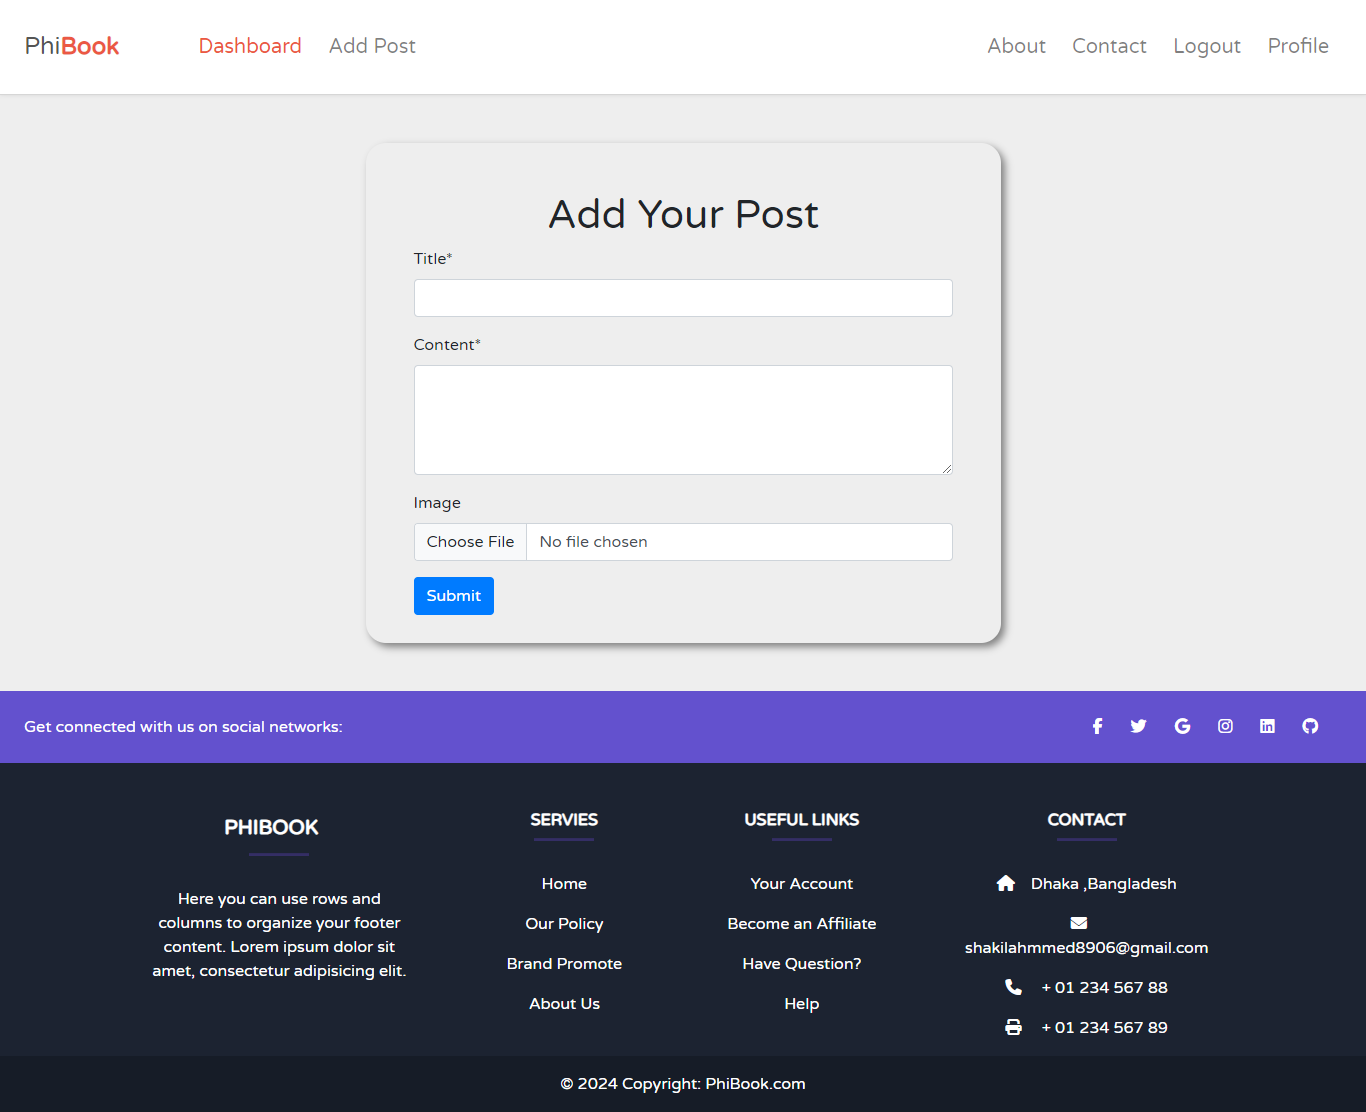 PhiBook
Dashboard
Add Post
About
Contact
Logout
Profile
Add Your Post
Title*
Content*
Image
Choose File
No file chosen
Submit
Get connected with us on social networks:
PHIBOOK
Here you can use rows and
columns to organize your footer
content. Lorem ipsum dolor sit
amet, consectetur adipisicing elit.
SERVIES
Home
Our Policy
Brand Promote
About Us
USEFUL LINKS
Your Account
Become an Affiliate
Have Question?
Help
CONTACT
Dhaka ,Bangladesh
shakilahmmed8906@gmail.com
+ 01 234 567 88
+ 01 234 567 89
© 2024 Copyright: PhiBook.com